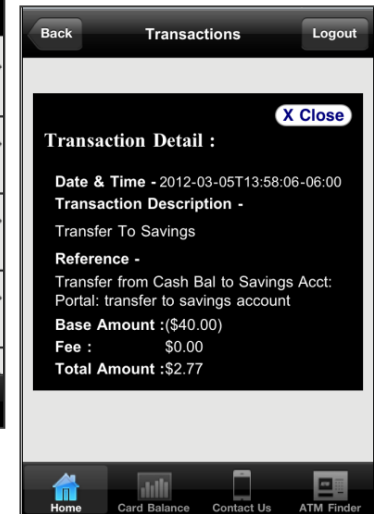 Back
Transactions
Logout
X Close
Transaction Detail :
Date & Time - 2012-03-05T13:58:06-06:00
Transaction Description -
Transfer To Savings
Reference -
Transfer from Cash Bal to Savings Acct:
Portal: transfer to savings account
Base Amount :($40.00)
Fee : $0.00
Total Amount :$2.77
Home
Card Balance
Contact Us
ATM Finder